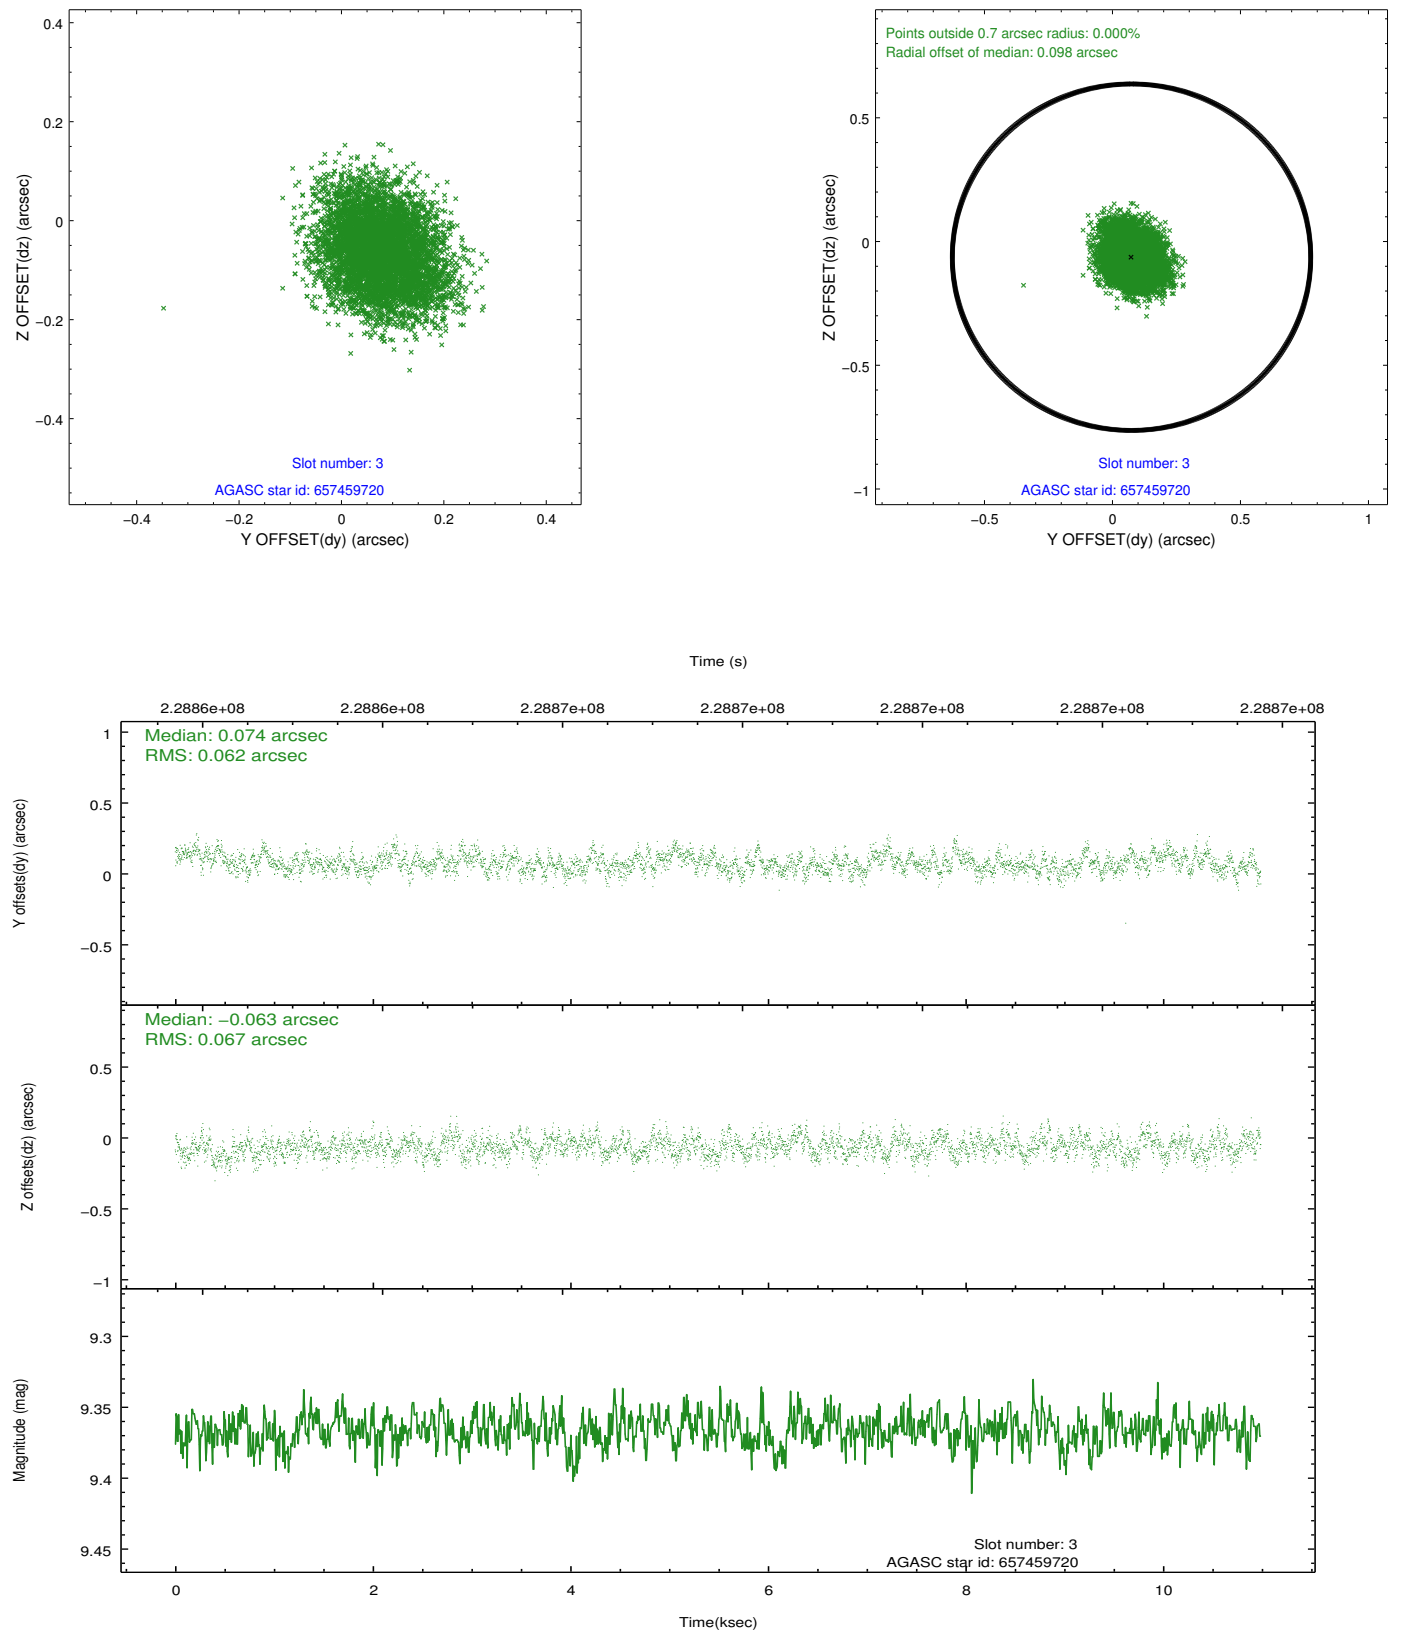 0.4
0.2
0
−0.2
−0.4
Z OFFSET(dz) (arcsec)
Slot number: 3
AGASC star id: 657459720
−0.4
−0.2
0
0.2
0.4
Y OFFSET(dy) (arcsec)
Points outside 0.7 arcsec radius: 0.000%
Radial offset of median: 0.098 arcsec
0.5
0
−0.5
−1
Z OFFSET(dz) (arcsec)
Slot number: 3
AGASC star id: 657459720
−0.5
0
0.5
1
Y OFFSET(dy) (arcsec)
Time (s)
2.2886e+08
2.2886e+08
2.2887e+08
2.2887e+08
2.2887e+08
2.2887e+08
2.2887e+08
Median: 0.074 arcsec
RMS: 0.062 arcsec
1
0.5
0
−0.5
Y offsets(dy) (arcsec)
Median: −0.063 arcsec
RMS: 0.067 arcsec
0.5
0
−0.5
−1
Z offsets(dz) (arcsec)
9.3
9.35
9.4
9.45
Magnitude (mag)
Slot number: 3
AGASC star id: 657459720
0
2
4
6
8
10
Time(ksec)